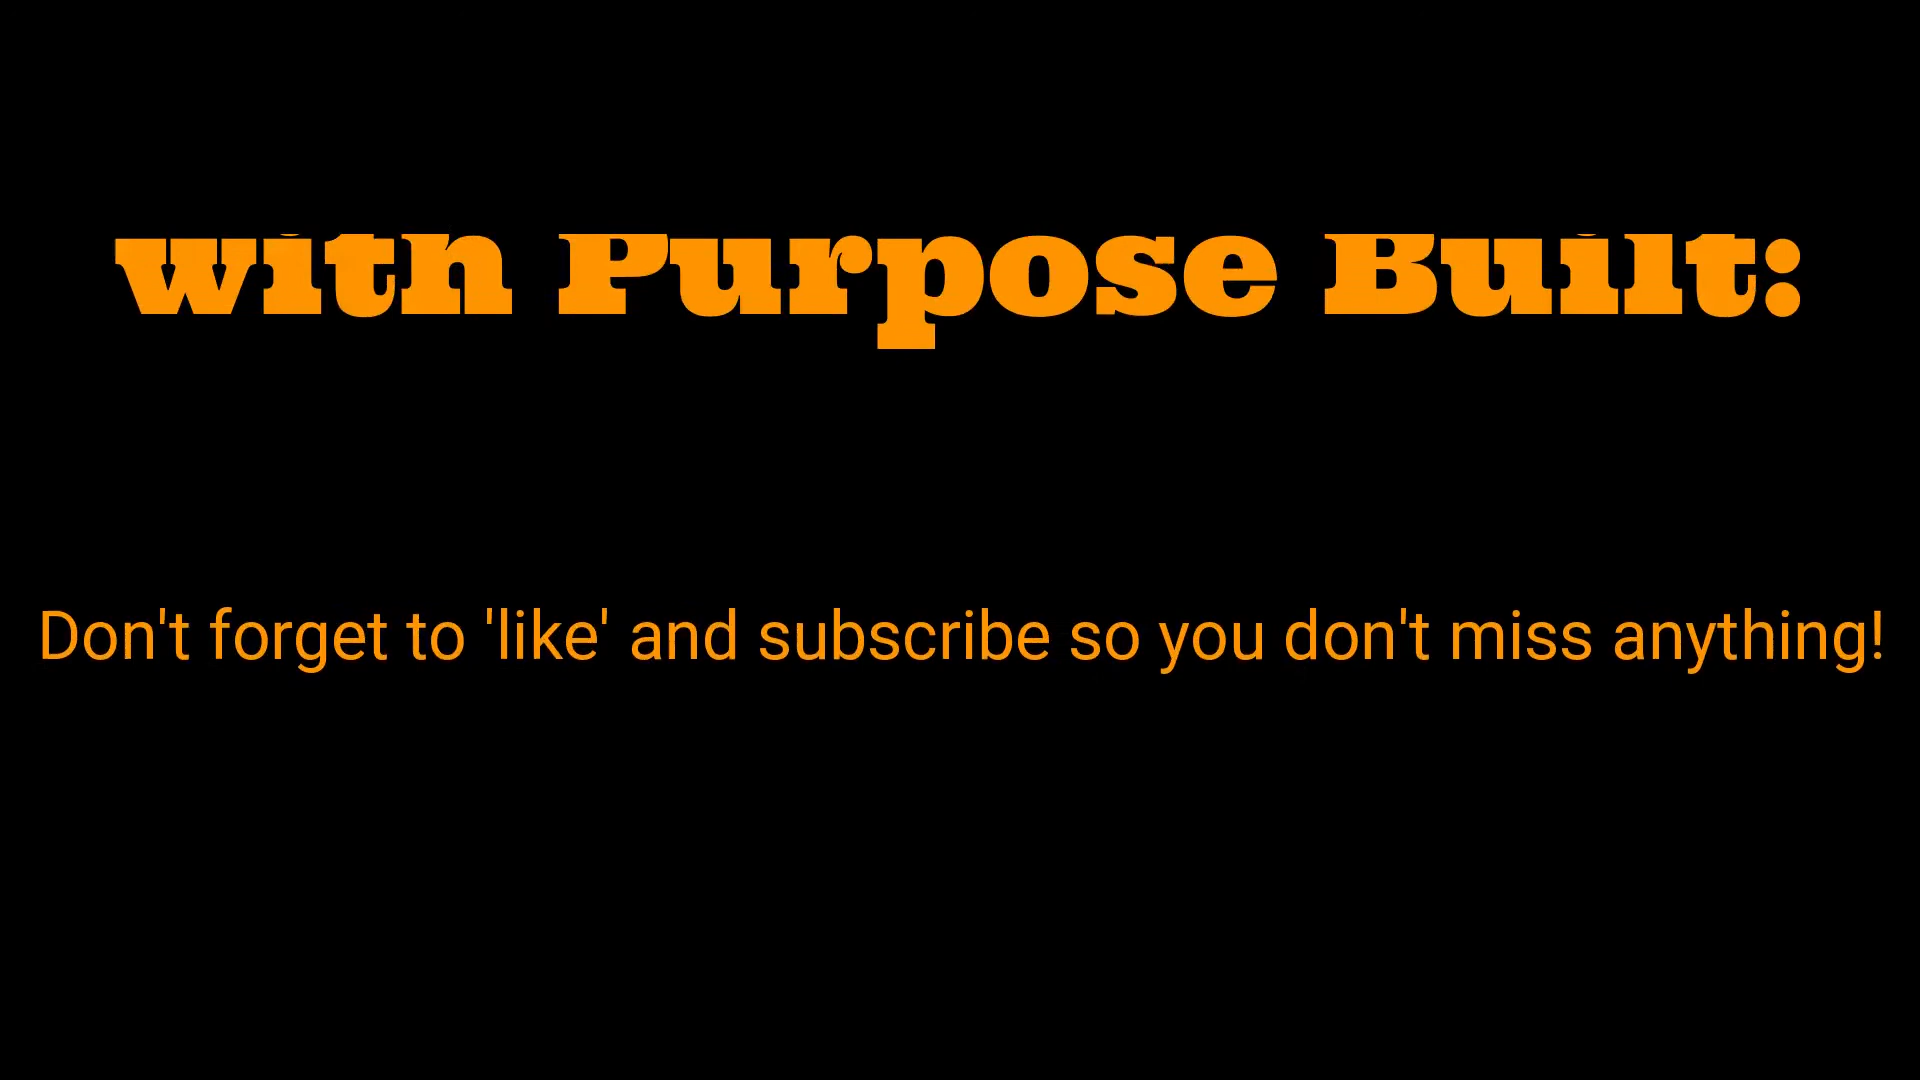 with Purpose Built:
Don't forget to 'like' and subscribe so you don't miss anything!